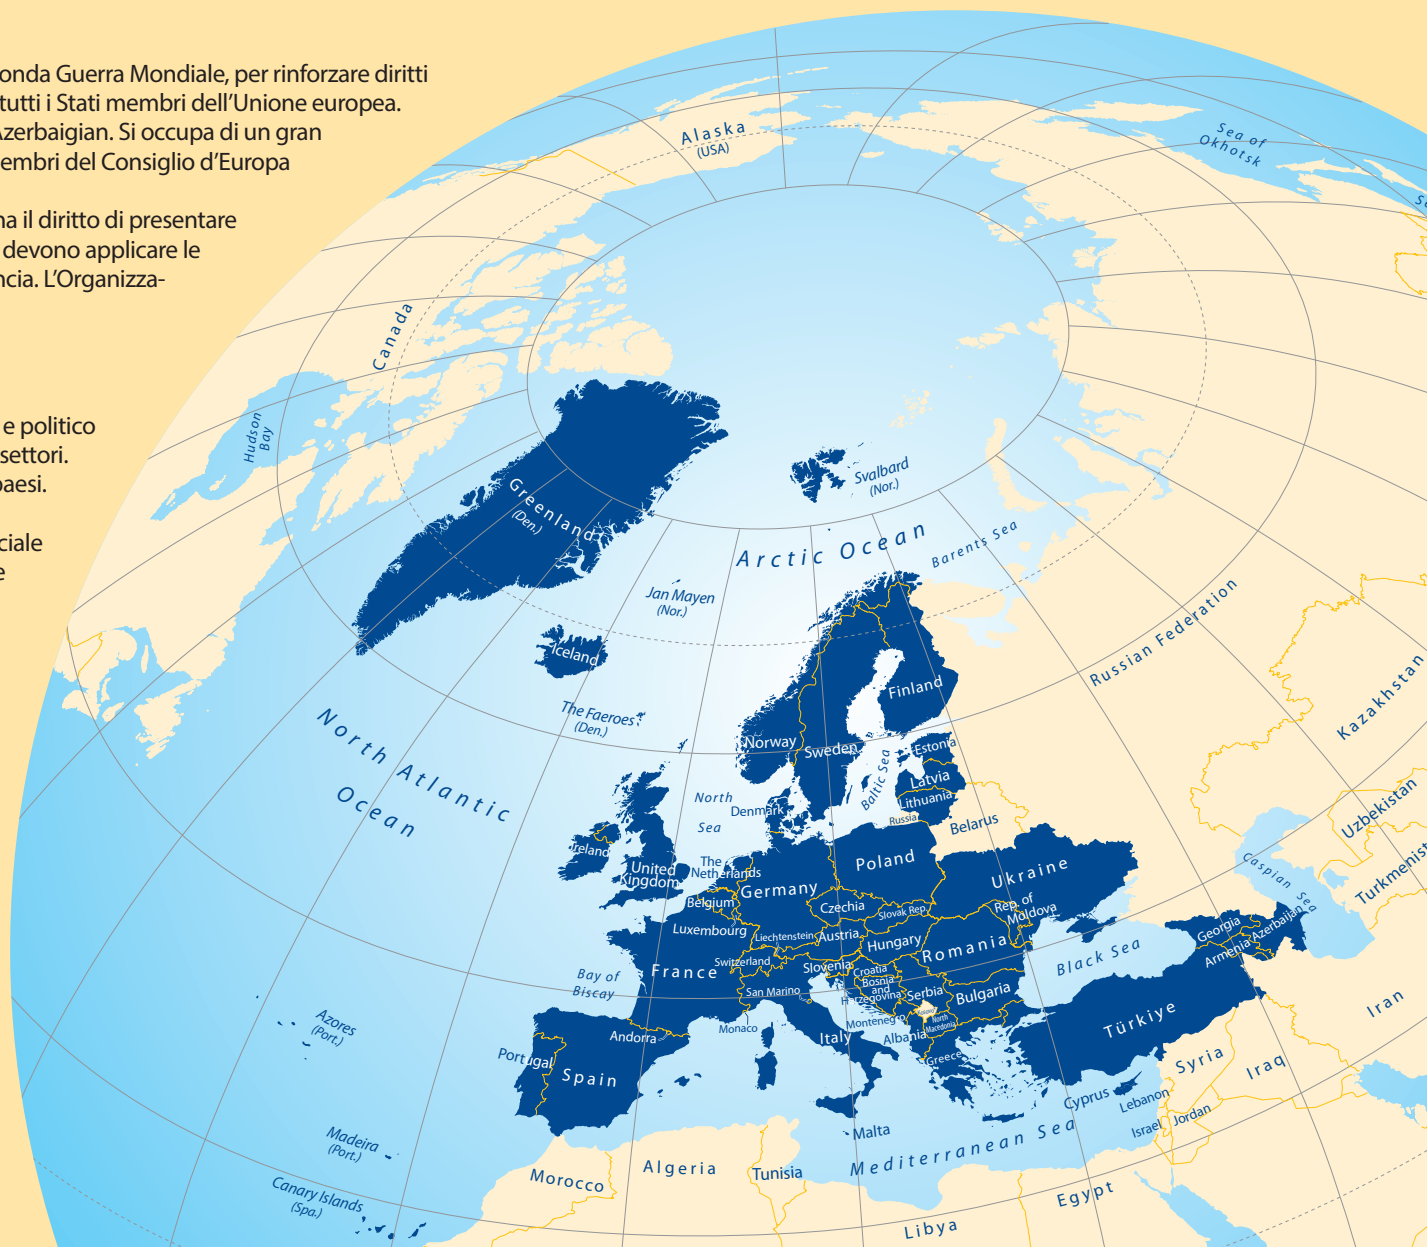 onda Guerra Mondiale, per rinforzare diritti
tutti i Stati membri dell'Unione europea.
Azerbaigian. Si occupa di un gran
embri del Consiglio d'Europa
na il diritto di presentare
devono applicare le
ncia. L'Organizza-
e politico
settori.
paesi.
ciale
e
Alaska
(USA)
Sea of
Okhotsk
Canada
Hudson
Bay
Greenland
(Den.)
Svalbard
(Nor.)
Arctic Ocean
Barents Sea
Jan Mayen
(Nor.)
Iceland
Russian Federation
Kazakhstan
The Faeroes
(Den.)
North Atlantic
Ocean
Norway
Sweden
Finland
Estonia
Latvia
Lithuania
Baltic Sea
Russia
Belarus
North
Sea
Denmark
Ireland
United
Kingdom
The
Netherlands
Belgium
Luxembourg
Germany
Poland
Czechia
Slovak Rep.
Ukraine
Rep. of
Moldova
Liechtenstein
Austria
Hungary
Romania
Switzerland
France
Slovenia
Croatia
Bosnia
and
Herzegovina
Serbia
Bulgaria
San Marino
Monaco
Italy
Montenegro
North
Macedonia
Albania
Greece
Bay of
Biscay
Andorra
Portugal
Spain
Azores
(Port.)
Madeira
(Port.)
Canary Islands
(Spa.)
Black Sea
Georgia
Armenia
Azerbaijan
Caspian Sea
Uzbekistan
Turkmenist
Türkiye
Iran
Syria
Iraq
Cyprus
Lebanon
Israel
Jordan
Malta
Mediterranean Sea
Morocco
Algeria
Tunisia
Libya
Egypt